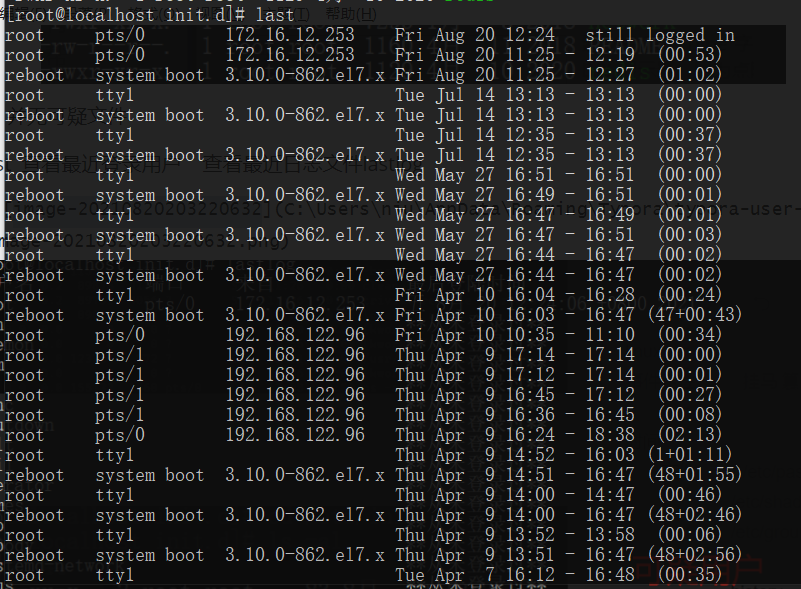 [root@localhost init.d]# last
root pts/0 172.16.12.253 Fri Aug 20 12:24 still logged in
root pts/0 172.16.12.253 Fri Aug 20 11:25 - 12:19 (00:53)
reboot system boot 3.10.0-862.el7.x Fri Aug 20 11:25 - 12:27 (01:02)
root tty1 Tue Jul 14 13:13 - 13:13 (00:00)
reboot system boot 3.10.0-862.el7.x Tue Jul 14 13:13 - 13:13 (00:00)
root tty1 Tue Jul 14 12:35 - 13:13 (00:37)
reboot system boot 3.10.0-862.el7.x Tue Jul 14 12:35 - 13:13 (00:37)
root tty1 Wed May 27 16:51 - 16:51 (00:00)
reboot system boot 3.10.0-862.el7.x Wed May 27 16:49 - 16:51 (00:01)
root tty1 Wed May 27 16:47 - 16:49 (00:01)
reboot system boot 3.10.0-862.el7.x Wed May 27 16:47 - 16:51 (00:03)
root tty1 Wed May 27 16:44 - 16:47 (00:02)
reboot system boot 3.10.0-862.el7.x Wed May 27 16:44 - 16:47 (00:02)
root tty1 Fri Apr 10 16:04 - 16:28 (00:24)
reboot system boot 3.10.0-862.el7.x Fri Apr 10 16:03 - 16:47 (47+00:43)
root pts/0 192.168.122.96 Fri Apr 10 10:35 - 11:10 (00:34)
root pts/1 192.168.122.96 Thu Apr 9 17:14 - 17:14 (00:00)
root pts/1 192.168.122.96 Thu Apr 9 17:12 - 17:14 (00:01)
root pts/1 192.168.122.96 Thu Apr 9 16:45 - 17:12 (00:27)
root pts/1 192.168.122.96 Thu Apr 9 16:36 - 16:45 (00:08)
root pts/0 192.168.122.96 Thu Apr 9 16:24 - 18:38 (02:13)
root tty1 Thu Apr 9 14:52 - 16:03 (1+01:11)
reboot system boot 3.10.0-862.el7.x Thu Apr 9 14:51 - 16:47 (48+01:55)
root tty1 Thu Apr 9 14:00 - 14:47 (00:46)
reboot system boot 3.10.0-862.el7.x Thu Apr 9 14:00 - 16:47 (48+02:46)
root tty1 Thu Apr 9 13:52 - 13:58 (00:06)
reboot system boot 3.10.0-862.el7.x Thu Apr 9 13:51 - 16:47 (48+02:56)
root tty1 Tue Apr 7 16:12 - 16:48 (00:35)